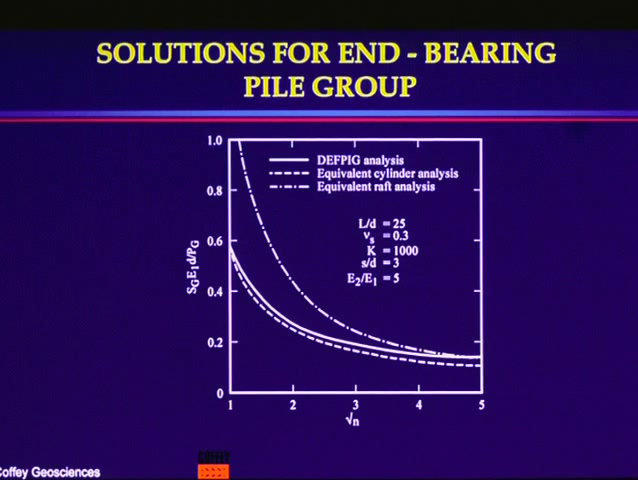 SOLUTIONS FOR END - BEARING
PILE GROUP
1.0
0.8
0.6
0.4
0.2
0
SGE1d/PG
DEFPIG analysis
Equivalent cylinder analysis
Equivalent raft analysis
L/d = 25
νs = 0.3
K = 1000
s/d = 3
E2/E1 = 5
1 2 3 4 5
√n
COFFEY
Coffey Geosciences